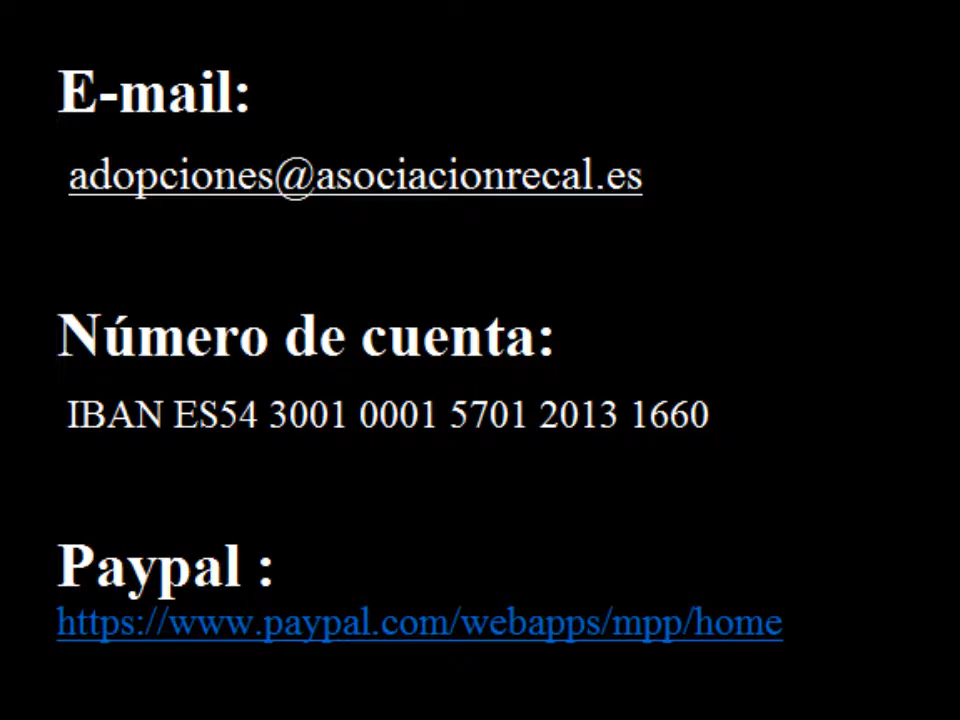 E-mail:
adopciones@asociacionrecal.es
Número de cuenta:
IBAN ES54 3001 0001 5701 2013 1660
Paypal :
https://www.paypal.com/webapps/mpp/home